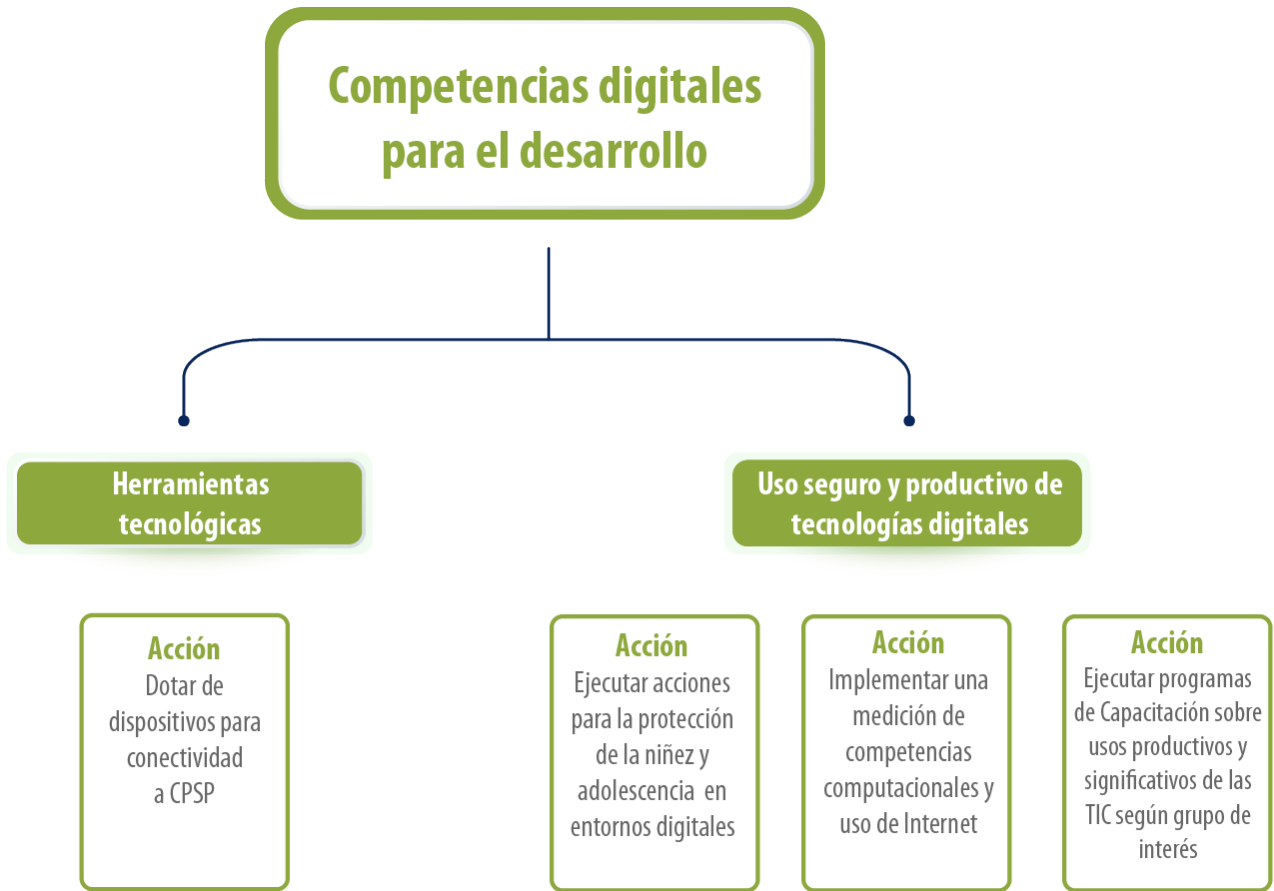 Competencias digitales
para el desarrollo
Herramientas
tecnológicas
Uso seguro y productivo de
tecnologías digitales
Acción
Dotar de
dispositivos para
conectividad
a CPSP
Acción
Ejecutar acciones
para la protección
de la niñez y
adolescencia en
entornos digitales
Acción
Implementar una
medición de
competencias
computacionales y
uso de Internet
Acción
Ejecutar programas
de Capacitación sobre
usos productivos y
significativos de las
TIC según grupo de
interés